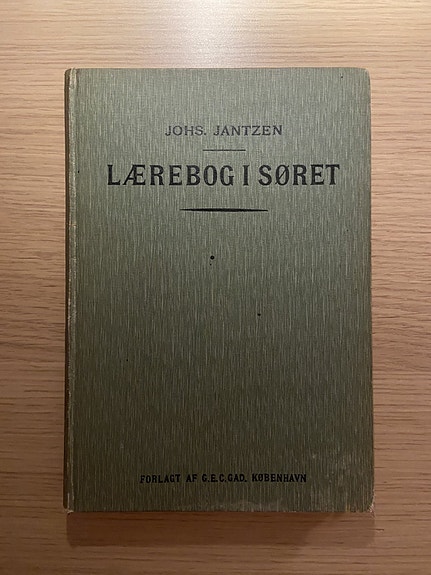 JOHS. JANTZEN
LÆREBOG I SØRET
FORLAGT AF G.E.C. GAD, KØBENHAVN